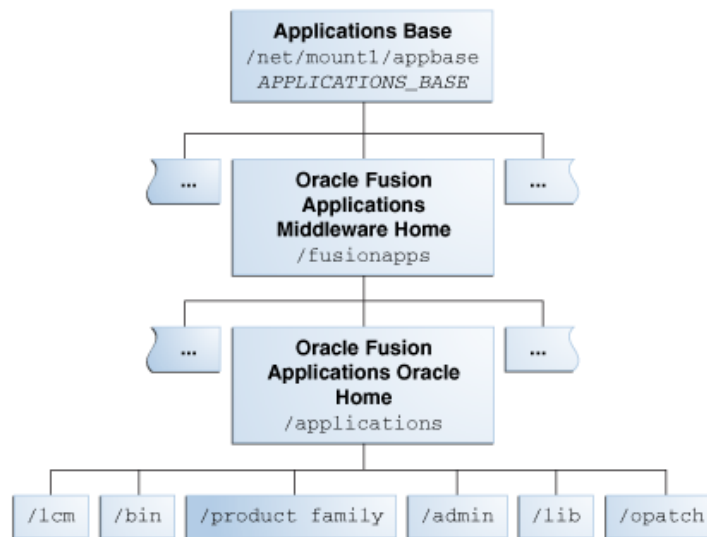 Applications Base
/net/mount1/appbase
APPLICATIONS_BASE
...
Oracle Fusion
Applications
Middleware Home
/fusionapps
...
...
Oracle Fusion
Applications Oracle
Home
/applications
...
/lcm
/bin
/product family
/admin
/lib
/opatch